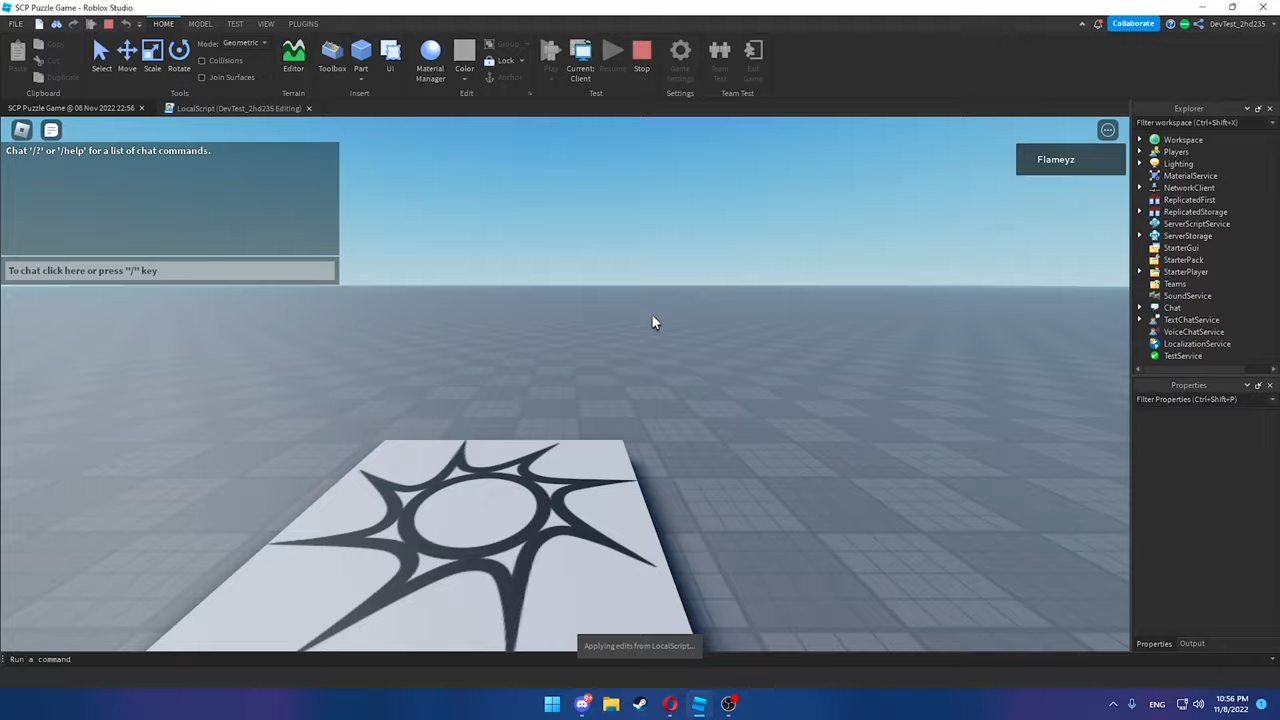 SCP Puzzle Game - Roblox Studio
FILE HOME MODEL TEST VIEW PLUGINS
Collaborate DevTest_2hd235
Paste Copy Cut Duplicate
Clipboard
Select Move Scale Rotate
Mode: Geometric
Collisions
Join Surfaces
Tools
Editor
Terrain
Toolbox Part UI
Insert
Material Manager Color
Group Lock Anchor
Edit
Play Current: Client Resume Stop
Test
Game Settings
Settings
Team Test Exit Game
Team Test
SCP Puzzle Game @ 08 Nov 2022 22:56
LocalScript (DevTest_2hd235 Editing)
Chat '/?' or '/help' for a list of chat commands.
To chat click here or press "/" key
Flameyz
Applying edits from LocalScript...
Explorer
Filter workspace (Ctrl+Shift+X)
Workspace
Players
Lighting
MaterialService
NetworkClient
ReplicatedFirst
ReplicatedStorage
ServerScriptService
ServerStorage
StarterGui
StarterPack
StarterPlayer
Teams
SoundService
Chat
TextChatService
VoiceChatService
LocalizationService
TestService
Properties
Filter Properties (Ctrl+Shift+P)
Properties Output
Run a command
ENG
10:56 PM
11/8/2022